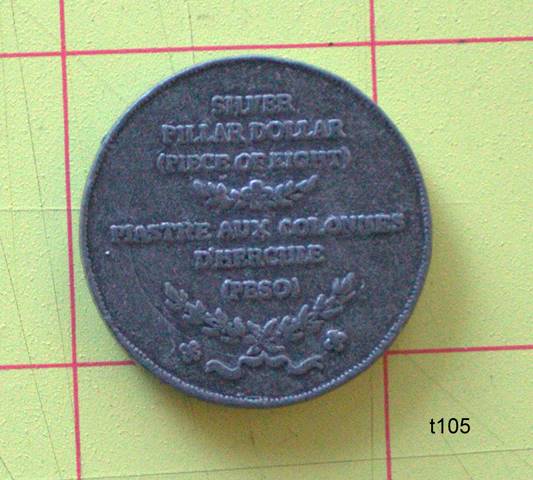 SILVER
PILLAR DOLLAR
(PIECE OF EIGHT)
PIASTRE AUX COLONNES
D'HERCULE
(PESO)
t105